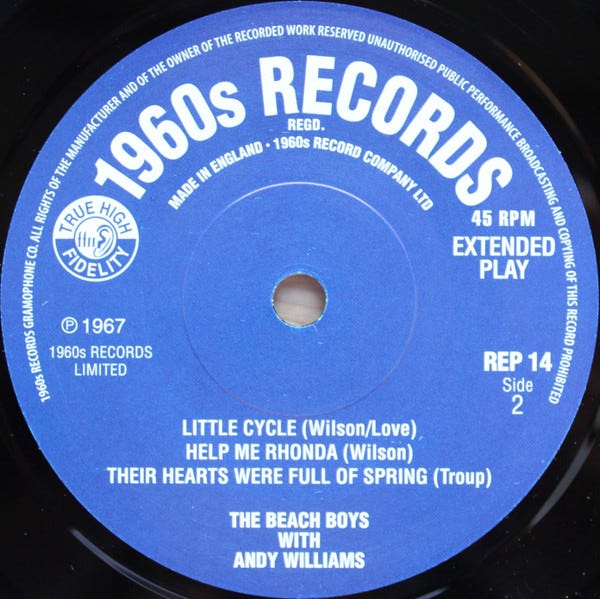 1960s RECORDS GRAMOPHONE CO. ALL RIGHTS OF THE MANUFACTURER AND OF THE OWNER OF THE RECORDED WORK RESERVED UNAUTHORISED PUBLIC PERFORMANCE BROADCASTING AND COPYING OF THIS RECORD PROHIBITED
1960s RECORDS
REGD.
MADE IN ENGLAND · 1960s RECORD COMPANY LTD
TRUE HIGH
FIDELITY
45 RPM
EXTENDED
PLAY
℗ 1967
1960s RECORDS
LIMITED
REP 14
Side
2
LITTLE CYCLE (Wilson/Love)
HELP ME RHONDA (Wilson)
THEIR HEARTS WERE FULL OF SPRING (Troup)
THE BEACH BOYS
WITH
ANDY WILLIAMS